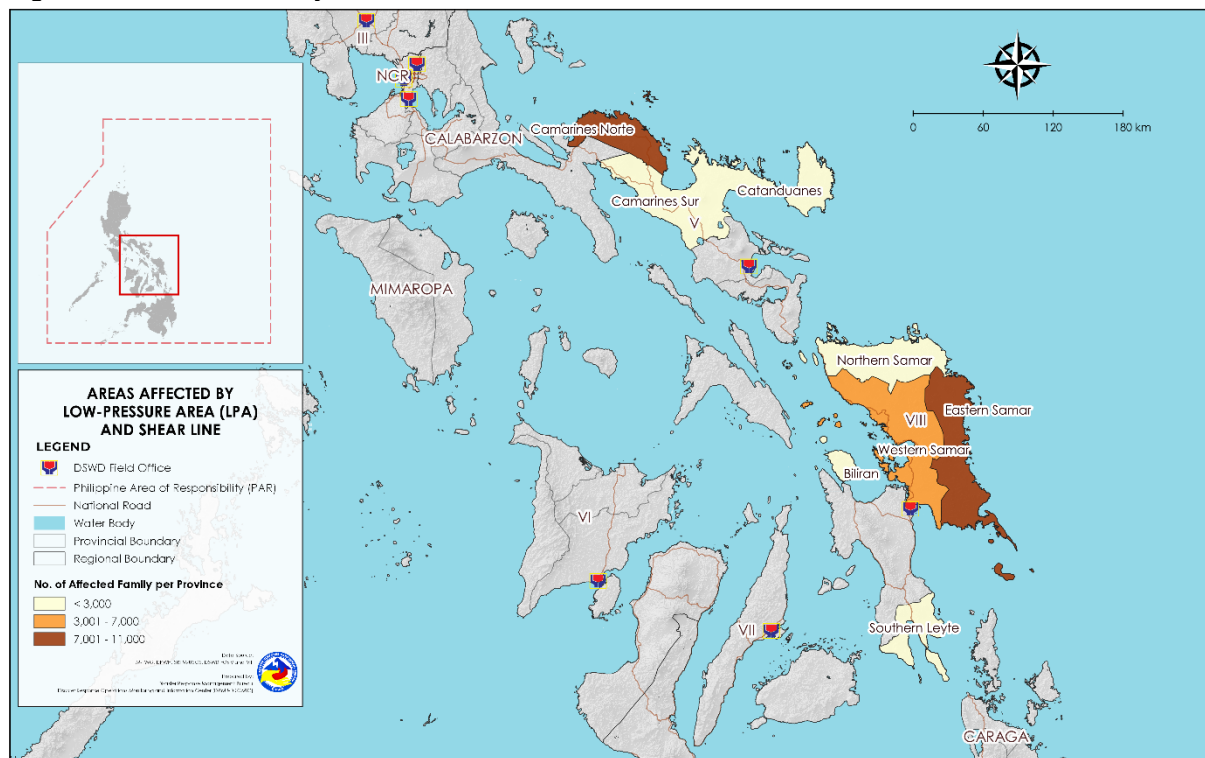 III
NCR
CALABARZON
Camarines Norte
Camarines Sur
V
Catanduanes
MIMAROPA
0 60 120 180 km
Northern Samar
VIII
Eastern Samar
Western Samar
Biliran
VI
VII
Southern Leyte
CARAGA
AREAS AFFECTED BY
LOW-PRESSURE AREA (LPA)
AND SHEAR LINE
LEGEND
DSWD Field Office
Philippine Area of Responsibility (PAR)
National Road
Water Body
Provincial Boundary
Regional Boundary
No. of Affected Family per Province
< 3,000
3,001 - 7,000
7,001 - 11,000